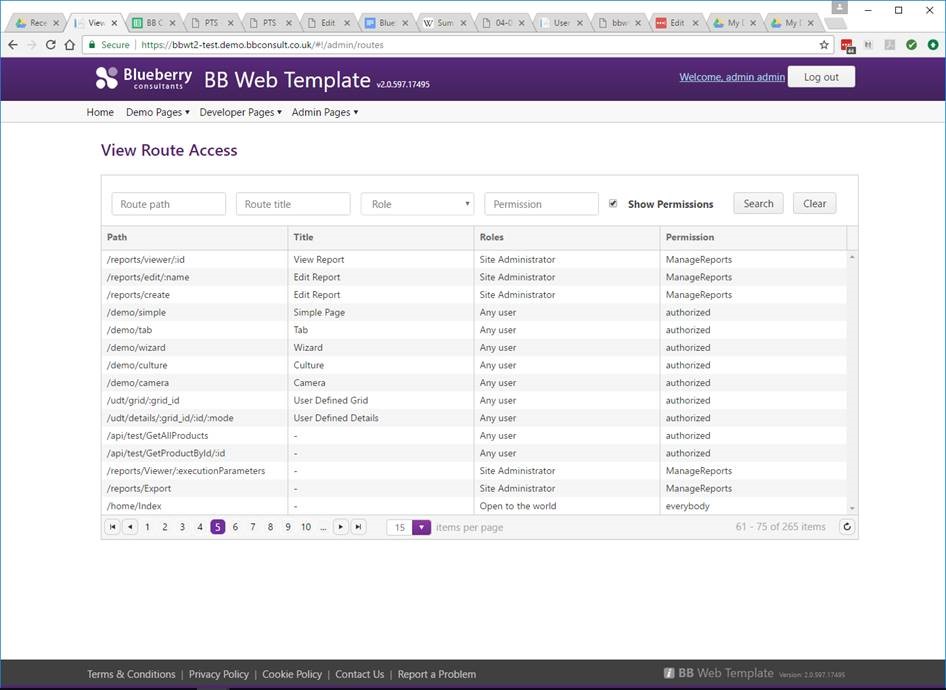 Rece View BB C PTS PTS Edit Blue Sum 04-0 User bbw Edit My D My D
Secure | https://bbwt2-test.demo.bbconsult.co.uk/#!/admin/routes
Blueberry consultants BB Web Template v2.0.597.17495 Welcome, admin admin Log out
Home Demo Pages Developer Pages Admin Pages
View Route Access
Route path Route title Role Permission Show Permissions Search Clear
Path Title Roles Permission
/reports/viewer/:id View Report Site Administrator ManageReports
/reports/edit/:name Edit Report Site Administrator ManageReports
/reports/create Edit Report Site Administrator ManageReports
/demo/simple Simple Page Any user authorized
/demo/tab Tab Any user authorized
/demo/wizard Wizard Any user authorized
/demo/culture Culture Any user authorized
/demo/camera Camera Any user authorized
/udt/grid/:grid_id User Defined Grid Any user authorized
/udt/details/:grid_id/:id/:mode User Defined Details Any user authorized
/api/test/GetAllProducts - Any user authorized
/api/test/GetProductById/:id - Any user authorized
/reports/Viewer/:executionParameters - Site Administrator ManageReports
/reports/Export - Site Administrator ManageReports
/home/Index - Open to the world everybody
1 2 3 4 5 6 7 8 9 10 ... 15 items per page 61 - 75 of 265 items
Terms & Conditions | Privacy Policy | Cookie Policy | Contact Us | Report a Problem BB Web Template Version: 2.0.597.17495